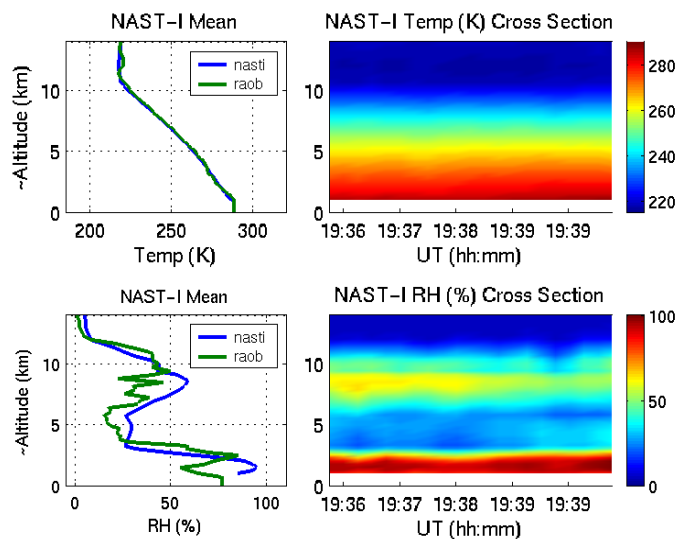 NAST-I Mean
NAST-I Temp (K) Cross Section
~Altitude (km)
10
5
0
nasti
raob
200
250
300
Temp (K)
10
5
0
19:36
19:37
19:38
19:39
19:39
UT (hh:mm)
280
260
240
220
NAST-I Mean
NAST-I RH (%) Cross Section
~Altitude (km)
10
5
0
nasti
raob
0
50
100
RH (%)
10
5
0
19:36
19:37
19:38
19:39
19:39
UT (hh:mm)
100
50
0